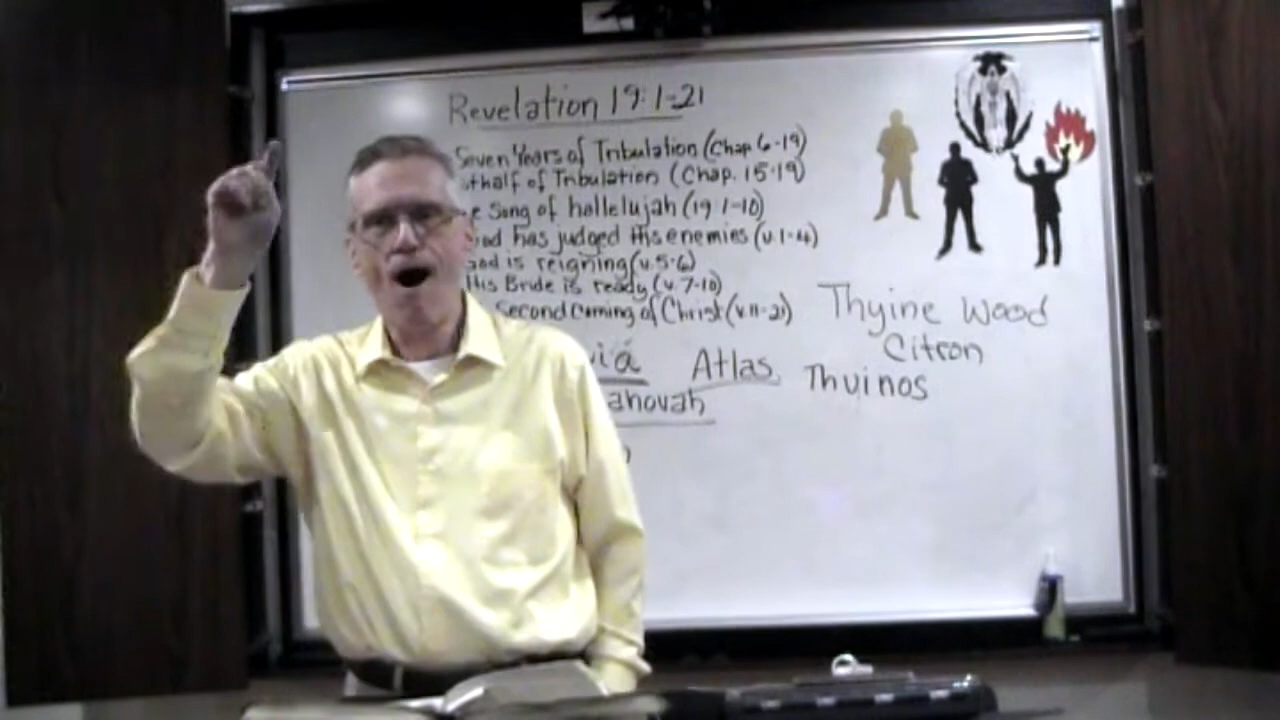 Revelation 19:1-21
Seven Years of Tribulation (Chap 6-19)
half of Tribulation (Chap. 15-19)
Song of hallelujah (19:1-10)
God has judged His enemies (v.1-4)
God is reigning (v.5-6)
His Bride is ready (v.7-10)
Second Coming of Christ (v.11-21)
Thyine Wood
Citron
Atlas
Thuinos